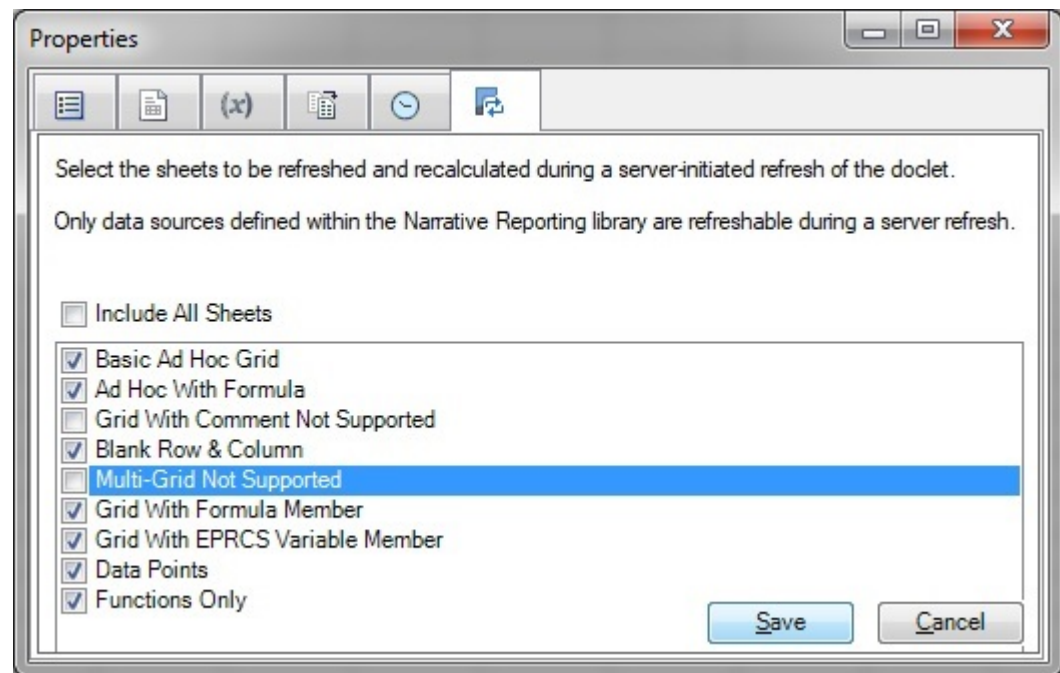 Properties
(x)
Select the sheets to be refreshed and recalculated during a server-initiated refresh of the doclet.
Only data sources defined within the Narrative Reporting library are refreshable during a server refresh.
Include All Sheets
Basic Ad Hoc Grid
Ad Hoc With Formula
Grid With Comment Not Supported
Blank Row & Column
Multi-Grid Not Supported
Grid With Formula Member
Grid With EPRCS Variable Member
Data Points
Functions Only
Save Cancel